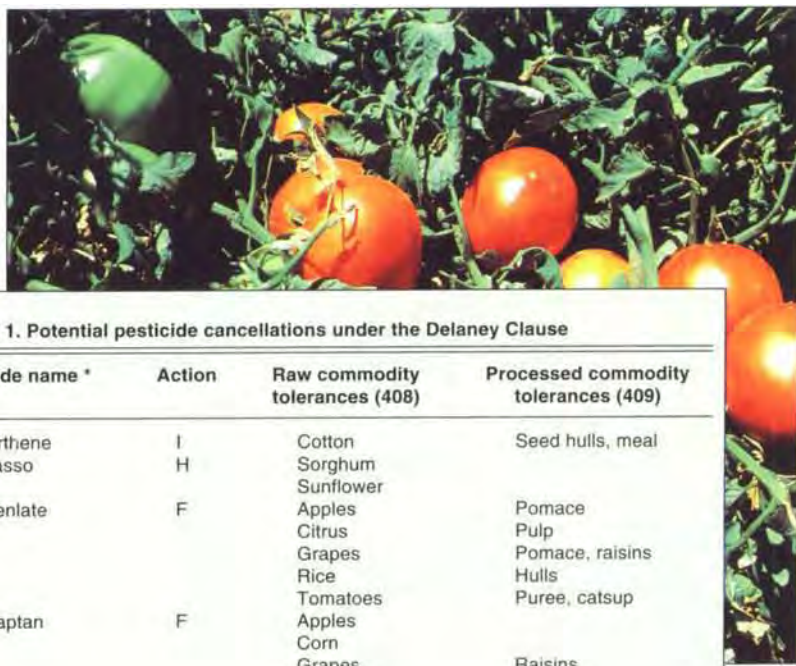 1. Potential pesticide cancellations under the Delaney Clause
de name * Action Raw commodity tolerances (408) Processed commodity tolerances (409)
rthene I Cotton Seed hulls, meal
asso H Sorghum
Sunflower
enlate F Apples Pomace
Citrus Pulp
Grapes Pomace, raisins
Rice Hulls
Tomatoes Puree, catsup
aptan F Apples
Corn
Grapes Raisins